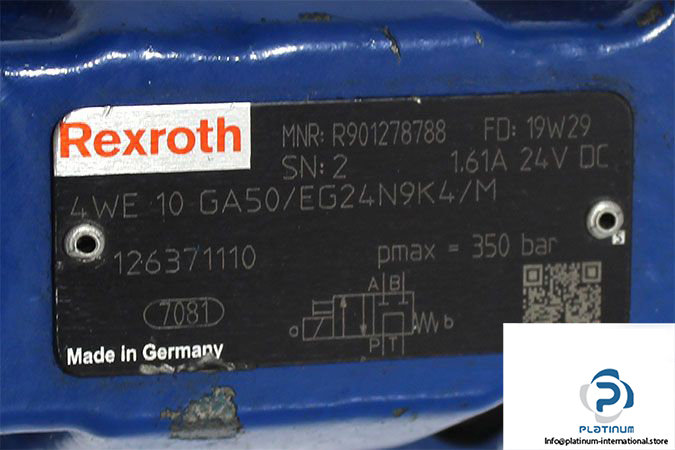 Rexroth
MNR: R901278788 FD: 19W29
SN: 2 1.61A 24V DC
4WE 10 GA50/EG24N9K4/M
126371110 pmax = 350 bar
7081
A B
a b
P T
Made in Germany
S
PLATINUM
Info@platinum-international.store